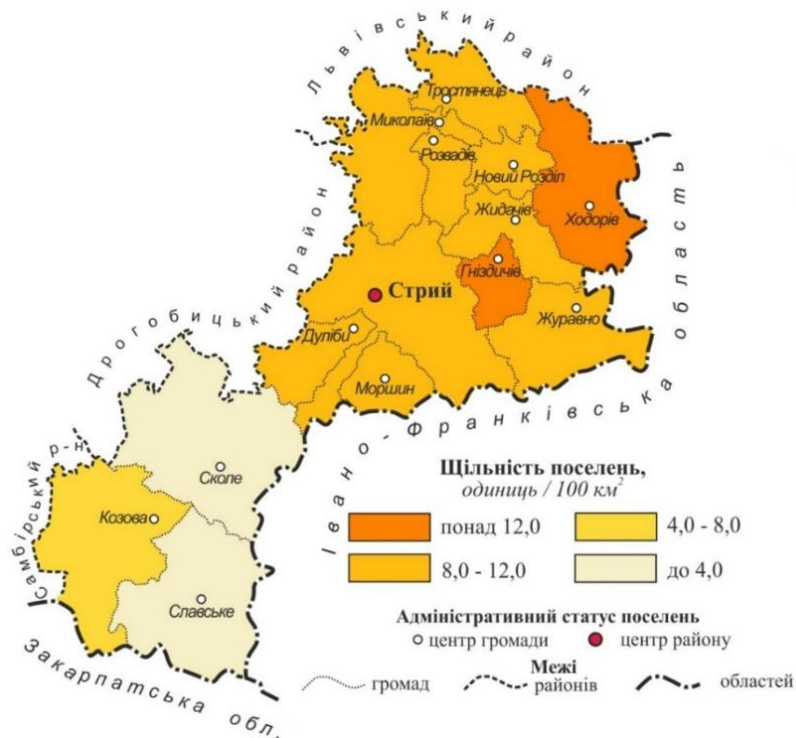 Львівський район
Тростянець
Миколаїв
Розвадів
Новий Розділ
Ходорів
Жидачів
Гніздичів
Стрий
Журавно
Дуліби
Моршин
Дрогобицький район
область
Івано-Франківська
Самбірський р-н
Сколе
Козова
Славське
Закарпатська обл.
Щільність поселень,
одиниць / 100 км²
понад 12,0
4,0 - 8,0
8,0 - 12,0
до 4,0
Адміністративний статус поселень
центр громади
центр району
Межі
громад
районів
областей